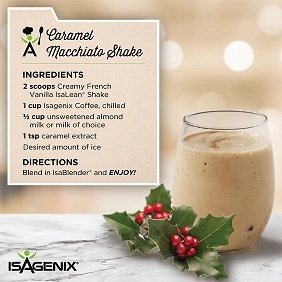 Caramel
Macchiato Shake
INGREDIENTS
2 scoops Creamy French
Vanilla IsaLean® Shake
1 cup Isagenix Coffee, chilled
½ cup unsweetened almond
milk or milk of choice
1 tsp caramel extract
Desired amount of ice
DIRECTIONS
Blend in IsaBlender® and ENJOY!
ISAGENIX®